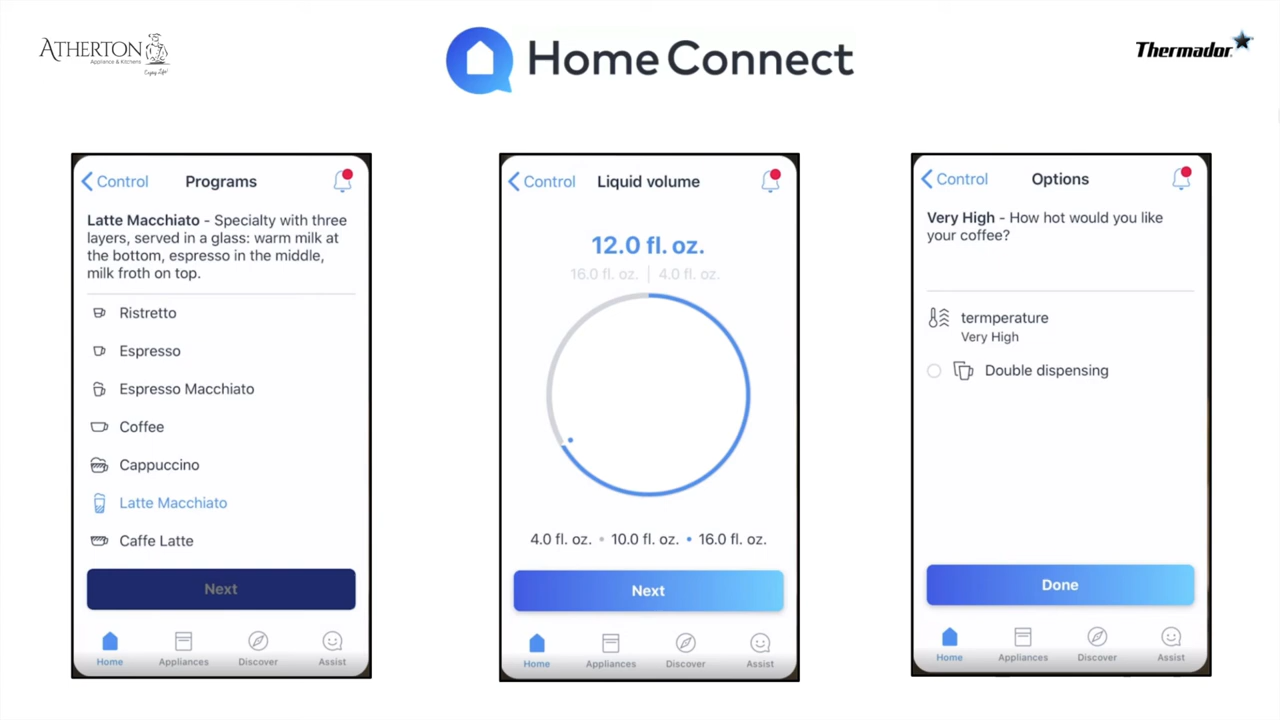 ATHERTON
Appliance & Kitchens
Enjoy Life!
Home Connect
Thermador
Control
Programs
Latte Macchiato - Specialty with three
layers, served in a glass: warm milk at
the bottom, espresso in the middle,
milk froth on top.
Ristretto
Espresso
Espresso Macchiato
Coffee
Cappuccino
Latte Macchiato
Caffe Latte
Next
Home
Appliances
Discover
Assist
Control
Liquid volume
12.0 fl. oz.
16.0 fl. oz. | 4.0 fl. oz.
4.0 fl. oz. • 10.0 fl. oz. • 16.0 fl. oz.
Next
Home
Appliances
Discover
Assist
Control
Options
Very High - How hot would you like
your coffee?
termperature
Very High
Double dispensing
Done
Home
Appliances
Discover
Assist